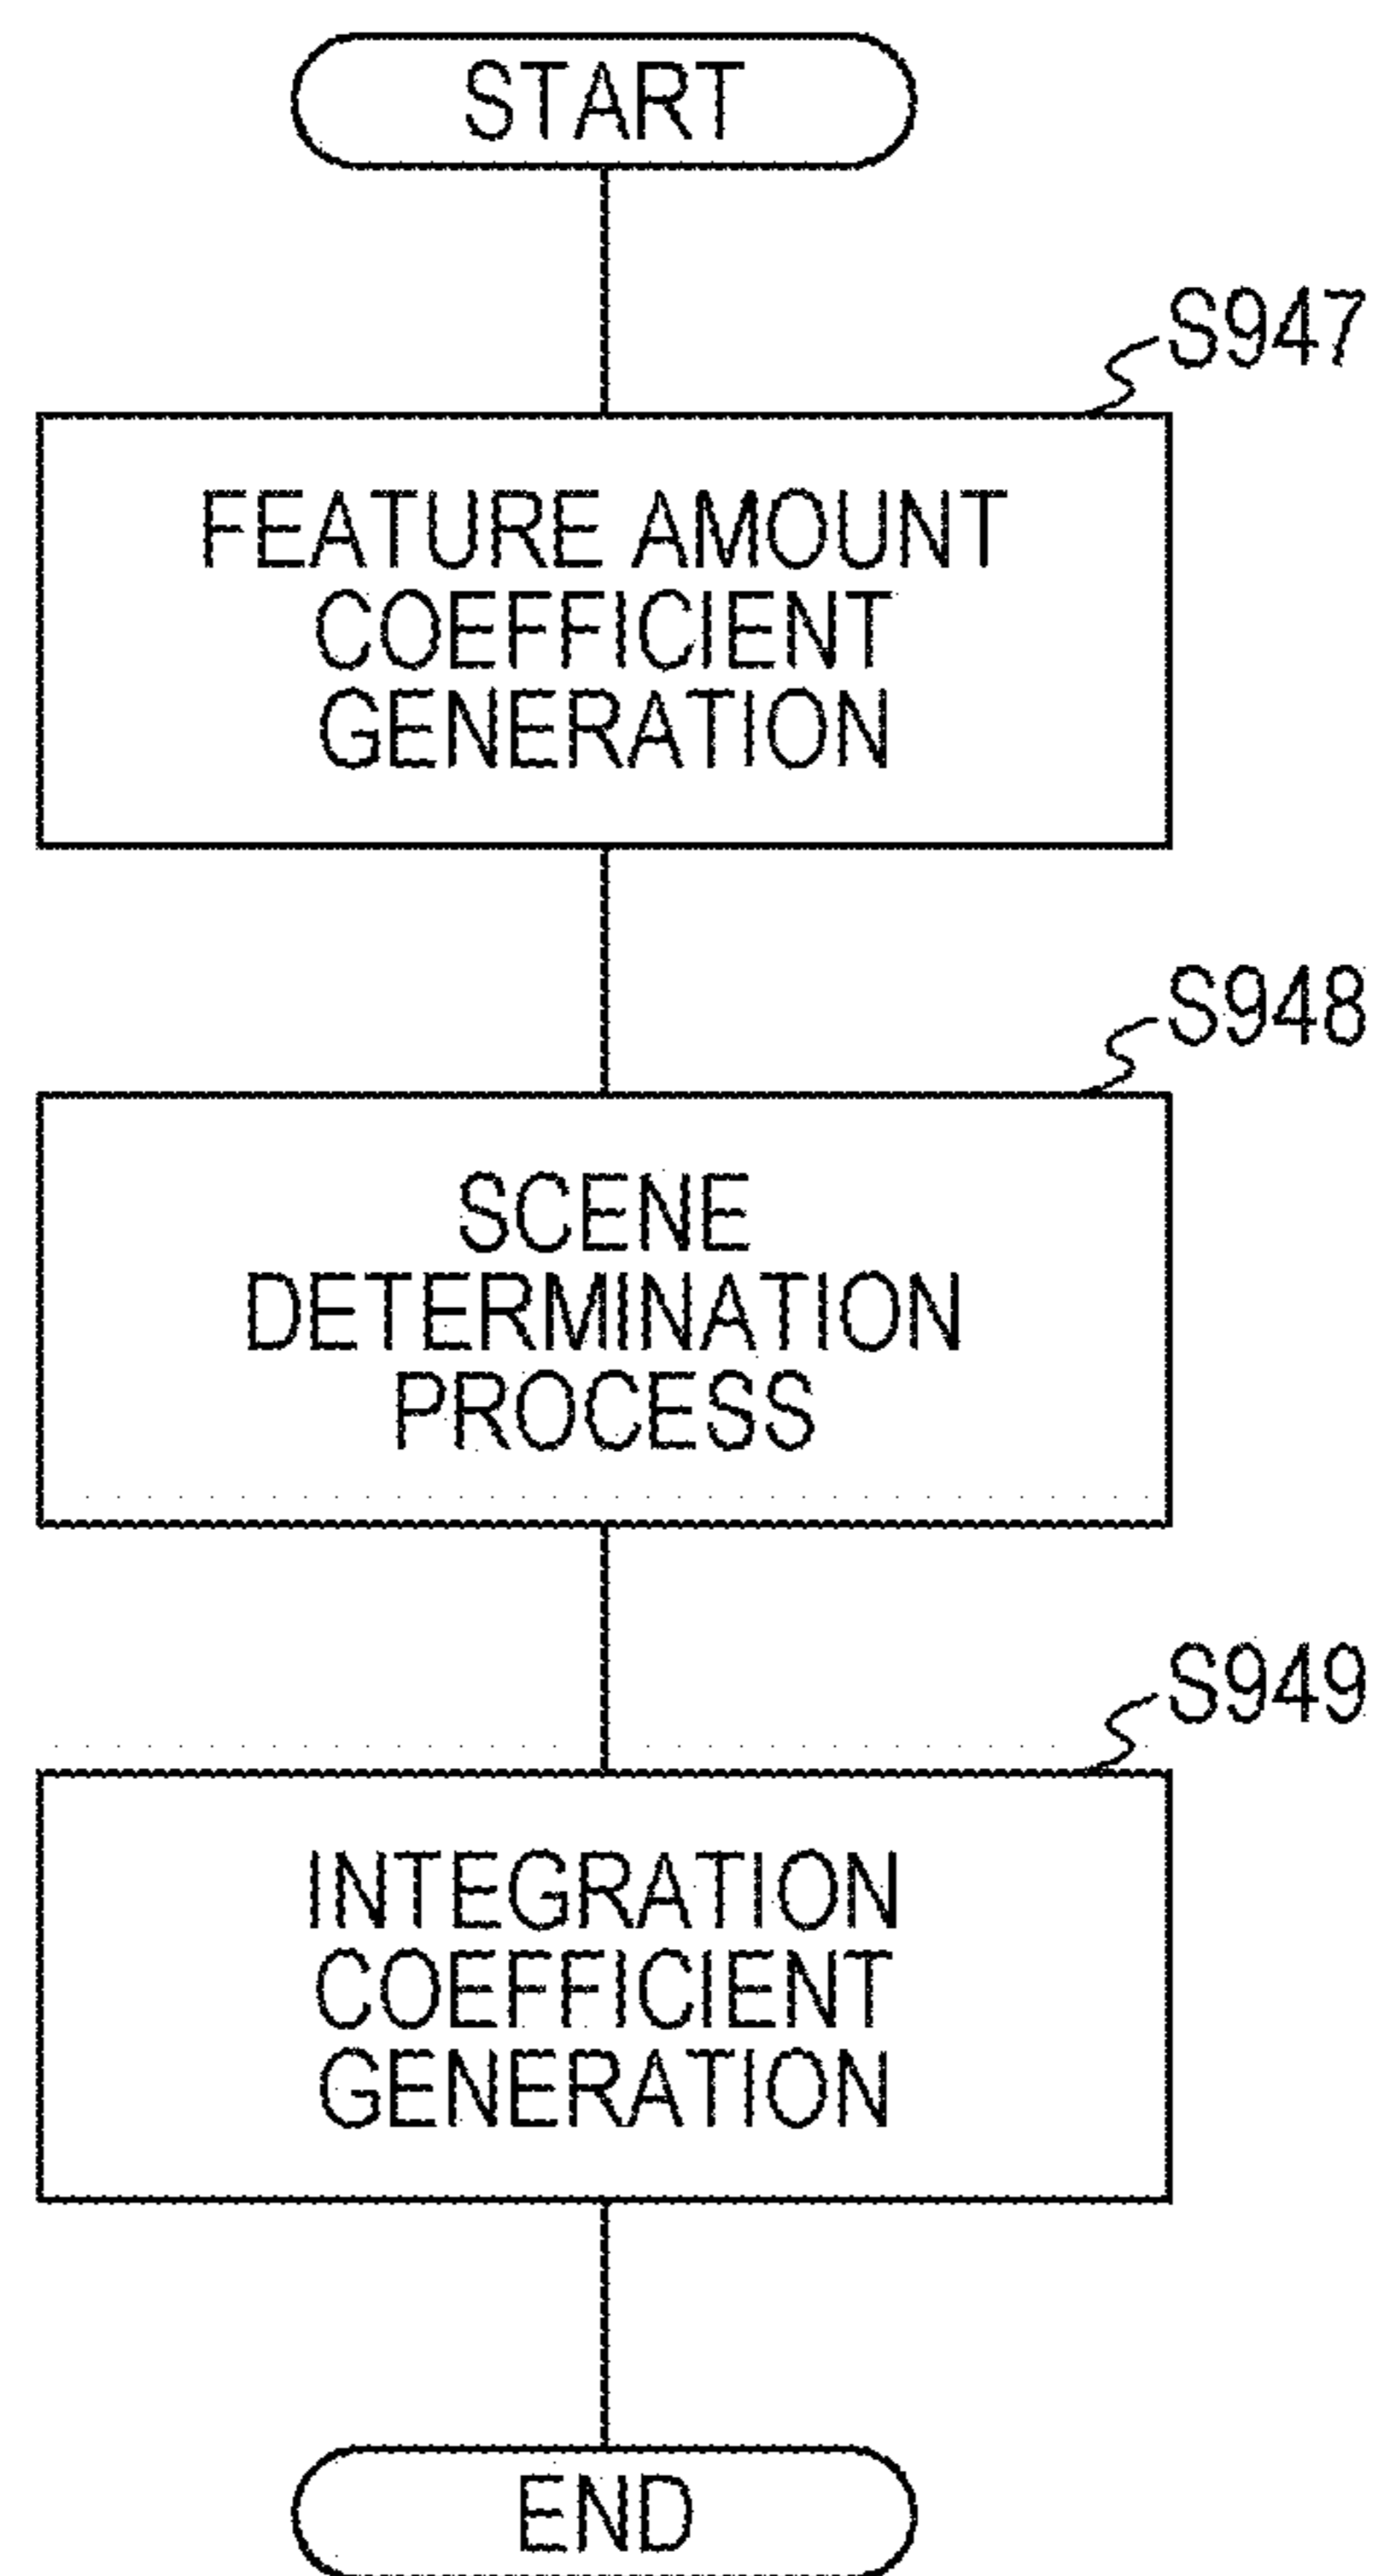 START
S947
FEATURE AMOUNT
COEFFICIENT
GENERATION
S948
SCENE
DETERMINATION
PROCESS
S949
INTEGRATION
COEFFICIENT
GENERATION
END